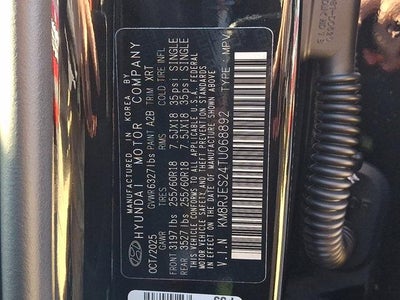 MANUFACTURED IN KOREA BY
HYUNDAI MOTOR COMPANY
OCT/2025 GVWR 6327 lbs PAINT A2B TRIM XRT
GAWR TIRES RMS COLD TIRE INFL.
FRONT 3197 lbs 255/60R18 7.5JX18 35psi SINGLE
REAR 3527 lbs 255/60R18 7.5JX18 35psi SINGLE
THIS VEHICLE CONFORMS TO ALL APPLICABLE U.S. FEDERAL
MOTOR VEHICLE SAFETY, BUMPER, AND THEFT PREVENTION STANDARDS
IN EFFECT ON THE DATE OF MANUFACTURE SHOWN ABOVE.
V.I.N KM8RJES24TU068892 TYPE MPV